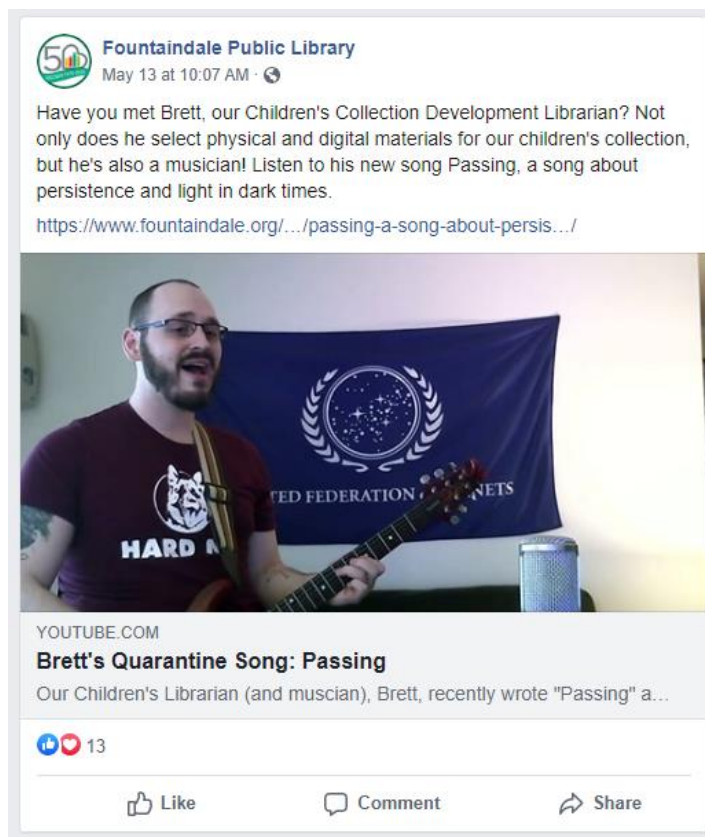 50
Fountaindale Public Library
May 13 at 10:07 AM ·
Have you met Brett, our Children's Collection Development Librarian? Not
only does he select physical and digital materials for our children's collection,
but he's also a musician! Listen to his new song Passing, a song about
persistence and light in dark times.
https://www.fountaindale.org/.../passing-a-song-about-persis.../
TED FEDERATION
NETS
HARD N
YOUTUBE.COM
Brett's Quarantine Song: Passing
Our Children's Librarian (and muscian), Brett, recently wrote "Passing" a...
13
Like
Comment
Share